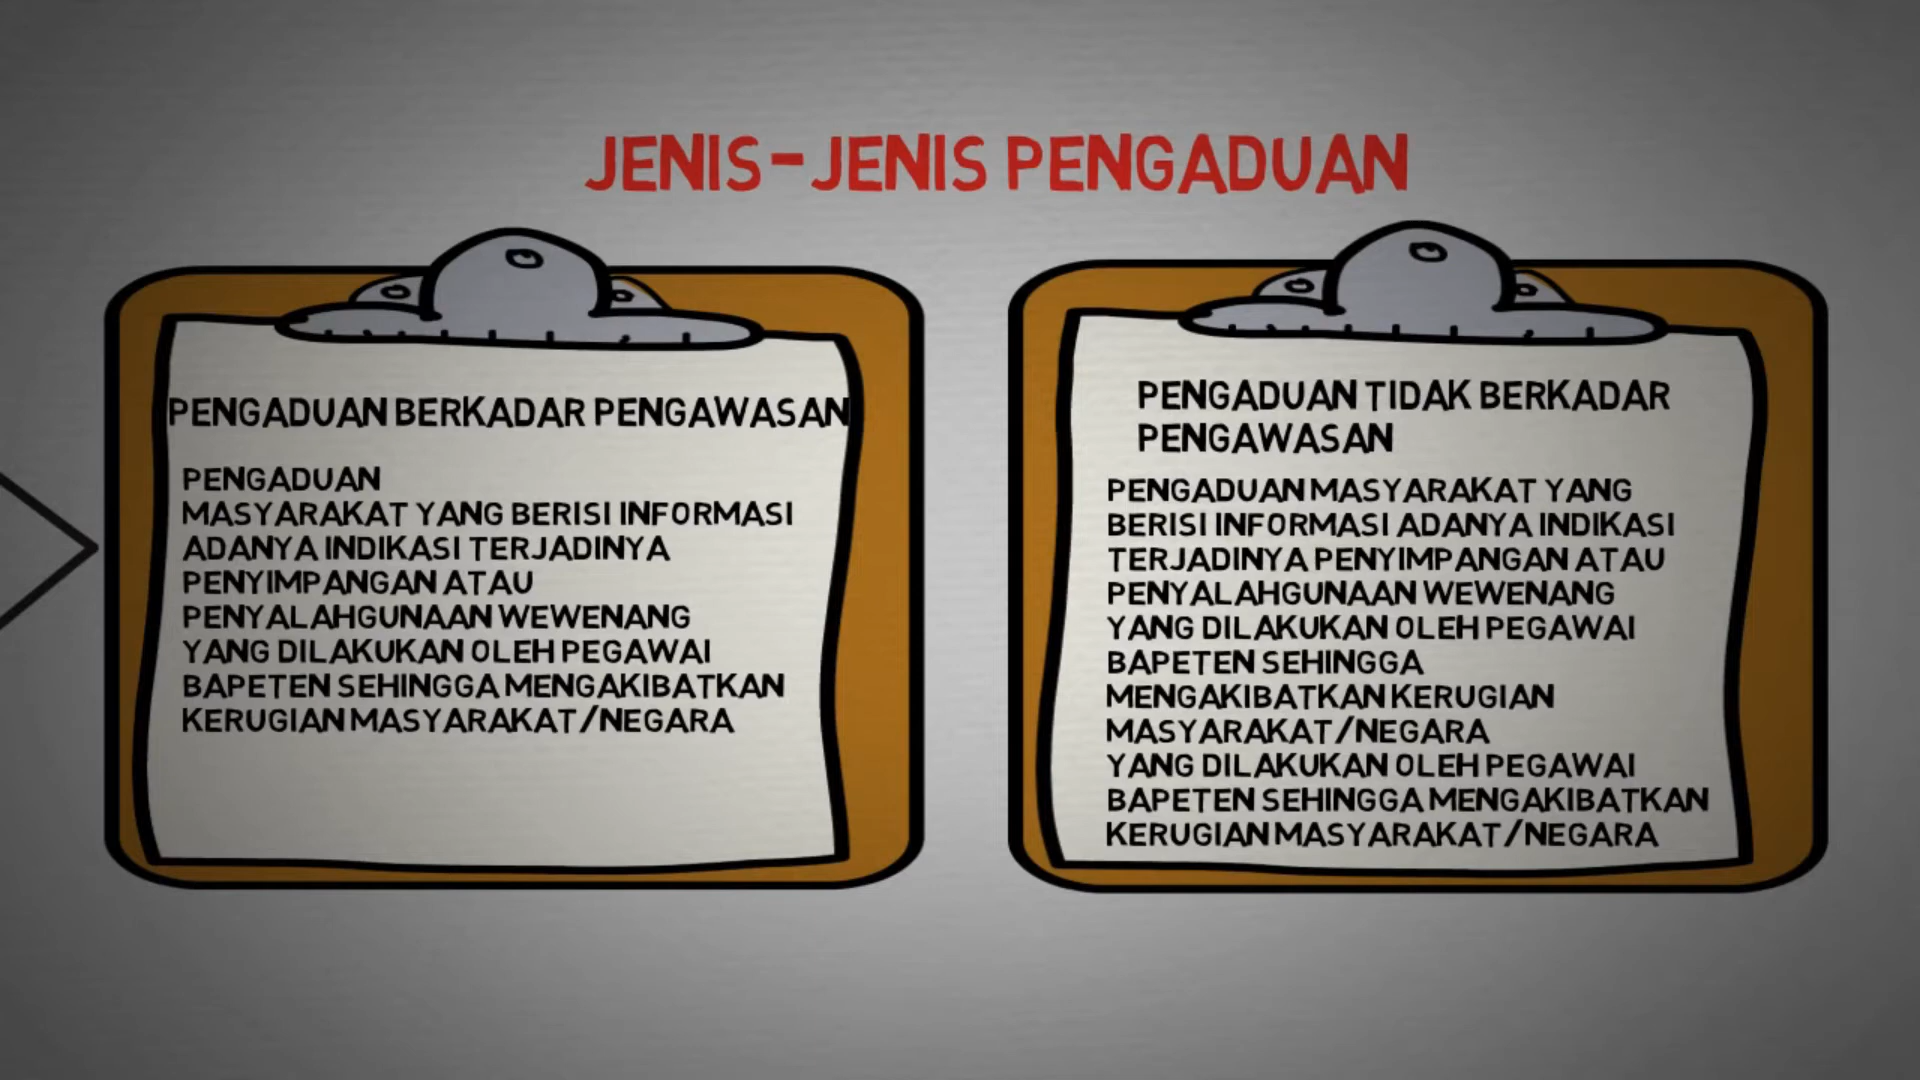 JENIS-JENIS PENGADUAN
PENGADUAN BERKADAR PENGAWASAN
PENGADUAN
MASYARAKAT YANG BERISI INFORMASI
ADANYA INDIKASI TERJADINYA
PENYIMPANGAN ATAU
PENYALAHGUNAAN WEWENANG
YANG DILAKUKAN OLEH PEGAWAI
BAPETEN SEHINGGA MENGAKIBATKAN
KERUGIAN MASYARAKAT/NEGARA
PENGADUAN TIDAK BERKADAR
PENGAWASAN
PENGADUAN MASYARAKAT YANG
BERISI INFORMASI ADANYA INDIKASI
TERJADINYA PENYIMPANGAN ATAU
PENYALAHGUNAAN WEWENANG
YANG DILAKUKAN OLEH PEGAWAI
BAPETEN SEHINGGA
MENGAKIBATKAN KERUGIAN
MASYARAKAT/NEGARA
YANG DILAKUKAN OLEH PEGAWAI
BAPETEN SEHINGGA MENGAKIBATKAN
KERUGIAN MASYARAKAT/NEGARA